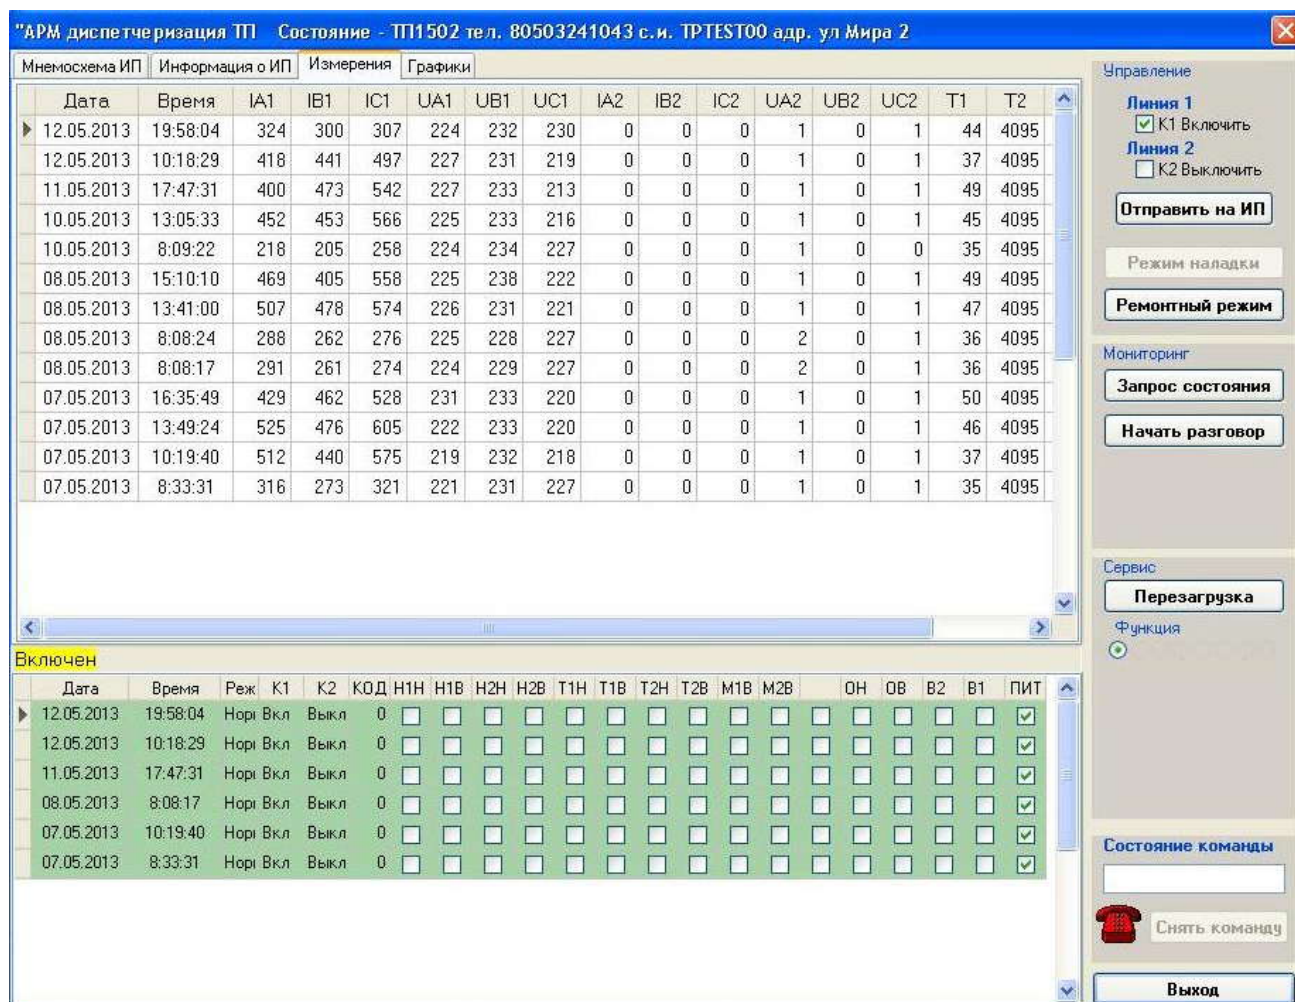 "АРМ диспетчеризация ТП Состояние - ТП1502 тел. 80503241043 с.и. TPTEST00 адр. ул Мира 2
Мнемосхема ИП Информация о ИП Измерения Графики
Дата Время IA1 IB1 IC1 UA1 UB1 UC1 IA2 IB2 IC2 UA2 UB2 UC2 T1 T2
12.05.2013 19:58:04 324 300 307 224 232 230 0 0 0 1 0 1 44 4095
12.05.2013 10:18:29 418 441 497 227 231 219 0 0 0 1 0 1 37 4095
11.05.2013 17:47:31 400 473 542 227 233 213 0 0 0 1 0 1 49 4095
10.05.2013 13:05:33 452 453 566 225 233 216 0 0 0 1 0 1 45 4095
10.05.2013 8:09:22 218 205 258 224 234 227 0 0 0 1 0 0 35 4095
08.05.2013 15:10:10 469 405 558 225 238 222 0 0 0 1 0 1 49 4095
08.05.2013 13:41:00 507 478 574 226 231 221 0 0 0 1 0 1 47 4095
08.05.2013 8:08:24 288 262 276 225 228 227 0 0 0 2 0 1 36 4095
08.05.2013 8:08:17 291 261 274 224 229 227 0 0 0 2 0 1 36 4095
07.05.2013 16:35:49 429 462 528 231 233 220 0 0 0 1 0 1 50 4095
07.05.2013 13:49:24 525 476 605 222 233 220 0 0 0 1 0 1 46 4095
07.05.2013 10:19:40 512 440 575 219 232 218 0 0 0 1 0 1 37 4095
07.05.2013 8:33:31 316 273 321 221 231 227 0 0 0 1 0 1 35 4095
Включен
Дата Время Реж К1 К2 КОД Н1Н Н1В Н2Н Н2В Т1Н Т1В Т2Н Т2В М1В М2В ОН ОВ В2 В1 ПИТ
12.05.2013 19:58:04 Нор Вкл Выкл 0
12.05.2013 10:18:29 Нор Вкл Выкл 0
11.05.2013 17:47:31 Нор Вкл Выкл 0
08.05.2013 8:08:17 Нор Вкл Выкл 0
07.05.2013 10:19:40 Нор Вкл Выкл 0
07.05.2013 8:33:31 Нор Вкл Выкл 0
Управление
Линия 1
К1 Включить
Линия 2
К2 Выключить
Отправить на ИП
Режим наладки
Ремонтный режим
Мониторинг
Запрос состояния
Начать разговор
Сервис
Перезагрузка
Функция
Состояние команды
Снять команду
Выход